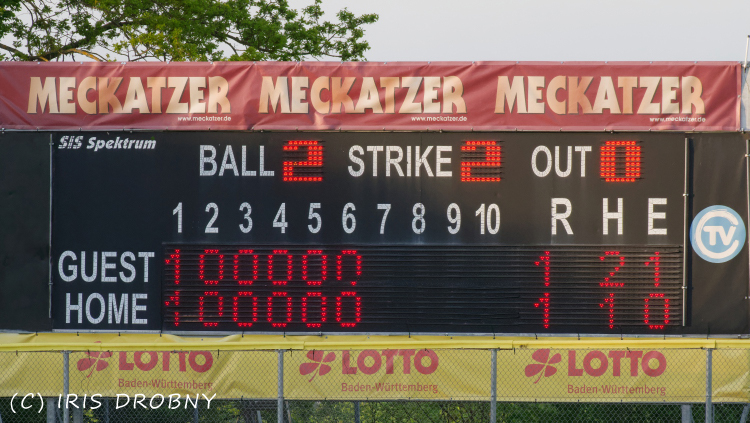 MECKATZER MECKATZER MECKATZER
www.meckatzer.de www.meckatzer.de www.meckatzer.de
SIS Spektrum
BALL 2 STRIKE 2 OUT 0
1 2 3 4 5 6 7 8 9 10 R H E
GUEST 1 0 0 0 0 0 1 2 1
HOME 1 0 0 0 0 0 1 1 0
TV
LOTTO LOTTO LOTTO
Baden-Württemberg Baden-Württemberg Baden-Württemberg
(C) IRIS DROBNY